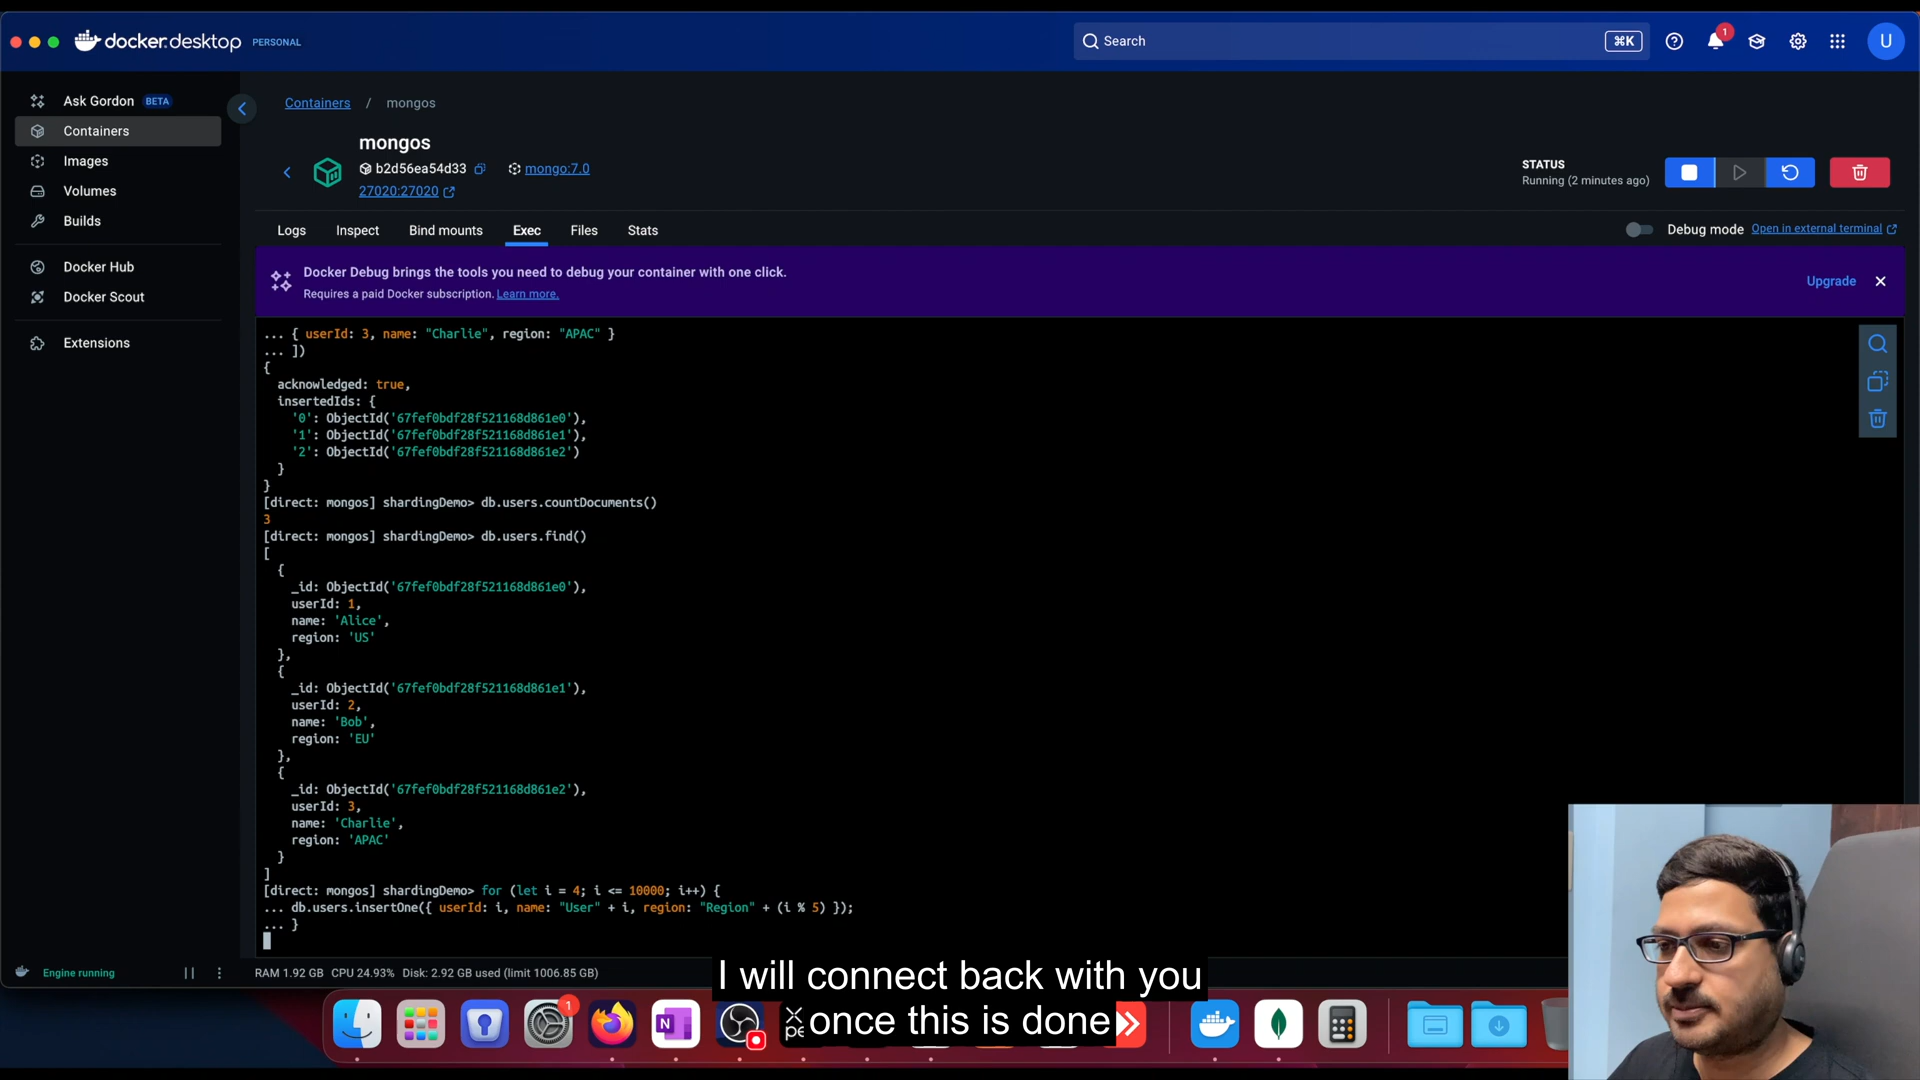 docker.desktop PERSONAL
Search
⌘K
1
U
Ask Gordon BETA
Containers
Images
Volumes
Builds
Docker Hub
Docker Scout
Extensions
Containers / mongos
mongos
b2d56ea54d33 mongo:7.0
27020:27020
STATUS
Running (2 minutes ago)
Logs Inspect Bind mounts Exec Files Stats
Debug mode Open in external terminal
Docker Debug brings the tools you need to debug your container with one click.
Requires a paid Docker subscription. Learn more.
Upgrade
... { userId: 3, name: "Charlie", region: "APAC" }
... ])
{
acknowledged: true,
insertedIds: {
'0': ObjectId('67fef0bdf28f521168d861e0'),
'1': ObjectId('67fef0bdf28f521168d861e1'),
'2': ObjectId('67fef0bdf28f521168d861e2')
}
}
[direct: mongos] shardingDemo> db.users.countDocuments()
3
[direct: mongos] shardingDemo> db.users.find()
[
{
_id: ObjectId('67fef0bdf28f521168d861e0'),
userId: 1,
name: 'Alice',
region: 'US'
},
{
_id: ObjectId('67fef0bdf28f521168d861e1'),
userId: 2,
name: 'Bob',
region: 'EU'
},
{
_id: ObjectId('67fef0bdf28f521168d861e2'),
userId: 3,
name: 'Charlie',
region: 'APAC'
}
]
[direct: mongos] shardingDemo> for (let i = 4; i <= 10000; i++) {
... db.users.insertOne({ userId: i, name: "User" + i, region: "Region" + (i % 5) });
... }
Engine running
RAM 1.92 GB CPU 24.93% Disk: 2.92 GB used (limit 1006.85 GB)
I will connect back with you
once this is done
1
N